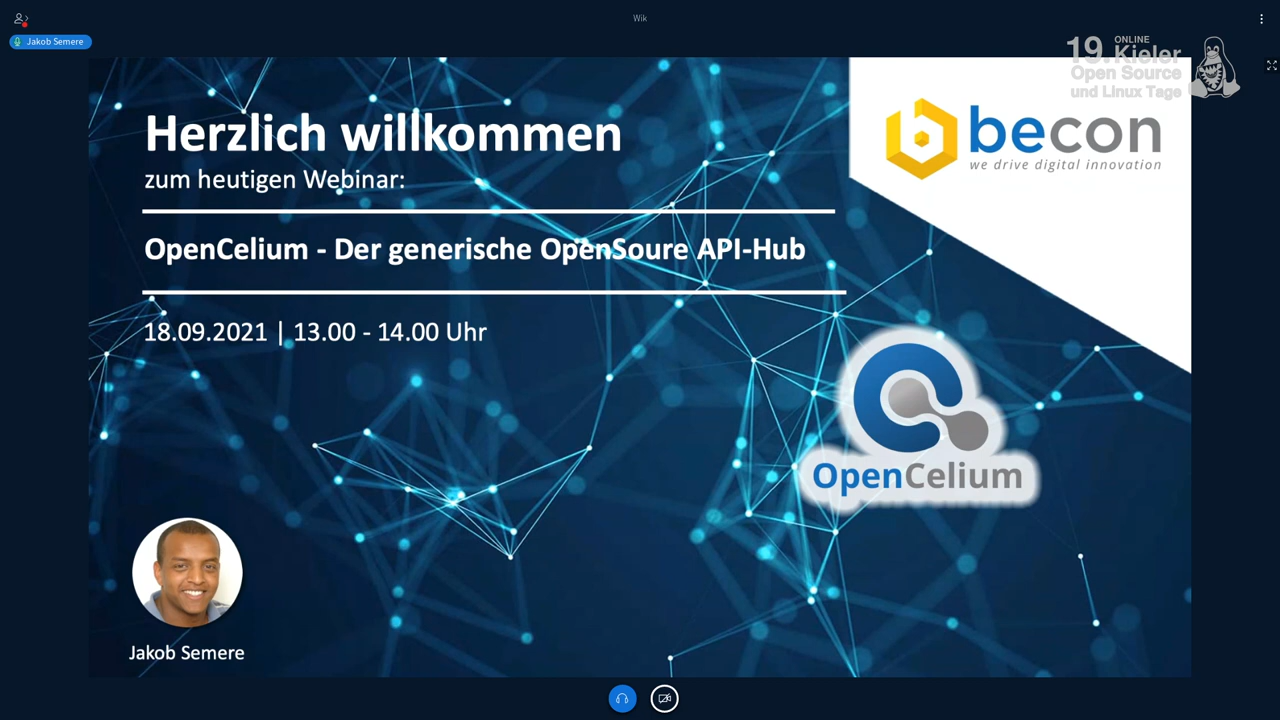 Wik
Jakob Semere
19. ONLINE
Kieler
Open Source
und Linux Tage
Herzlich willkommen
zum heutigen Webinar:
becon
we drive digital innovation
OpenCelium - Der generische OpenSoure API-Hub
18.09.2021 | 13.00 - 14.00 Uhr
OpenCelium
Jakob Semere